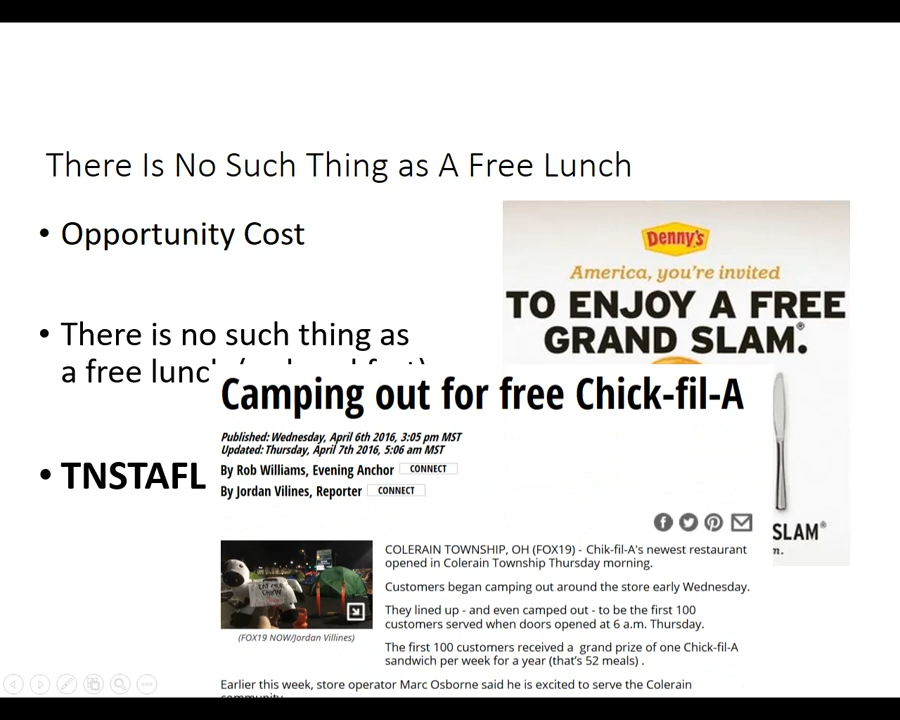 There Is No Such Thing as A Free Lunch
• Opportunity Cost
• There is no such thing as
a free lunch
• TNSTAFL
Denny's
America, you're invited
TO ENJOY A FREE
GRAND SLAM.®
SLAM®
n.
Camping out for free Chick-fil-A
Published: Wednesday, April 6th 2016, 3:05 pm MST
Updated: Thursday, April 7th 2016, 5:06 am MST
By Rob Williams, Evening Anchor CONNECT
By Jordan Vilines, Reporter CONNECT
(FOX19 NOW/Jordan Villines)
COLERAIN TOWNSHIP, OH (FOX19) - Chik-fil-A's newest restaurant
opened in Colerain Township Thursday morning.
Customers began camping out around the store early Wednesday.
They lined up - and even camped out - to be the first 100
customers served when doors opened at 6 a.m. Thursday.
The first 100 customers received a grand prize of one Chick-fil-A
sandwich per week for a year (that's 52 meals) .
Earlier this week, store operator Marc Osborne said he is excited to serve the Colerain